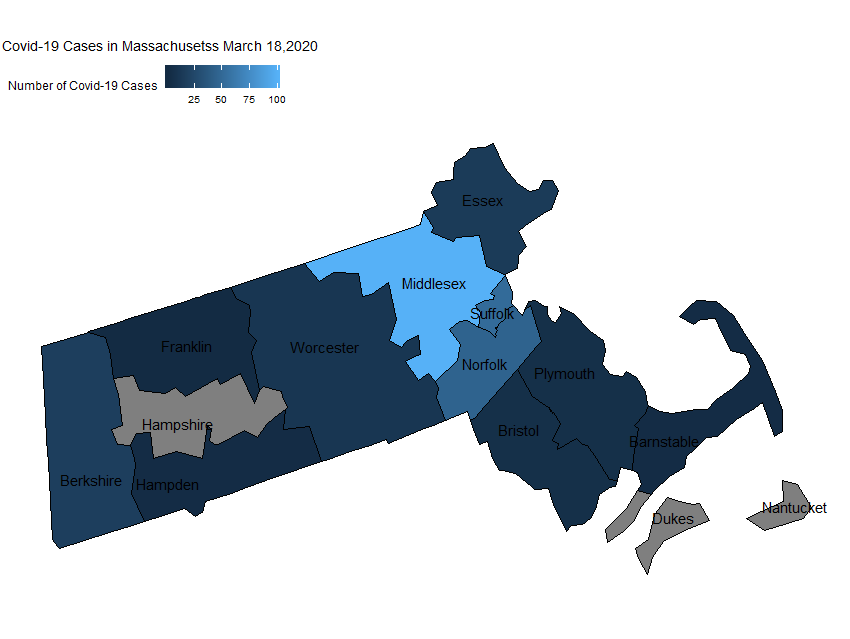 Covid-19 Cases in Massachusetss March 18,2020
Number of Covid-19 Cases
25 50 75 100
Essex
Middlesex
Suffolk
Franklin
Worcester
Norfolk
Plymouth
Hampshire
Bristol
Barnstable
Berkshire
Hampden
Nantucket
Dukes